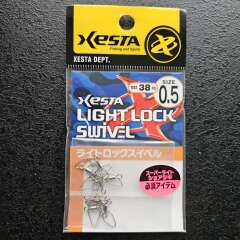 XESTA
Fishing and Spirits
XESTA DEPT.
XESTA
38
SIZE
0.5
LIGHT LOCK
SWIVEL
ライトロックスイベル
スーパーライト
ショアジギ
必須アイテム